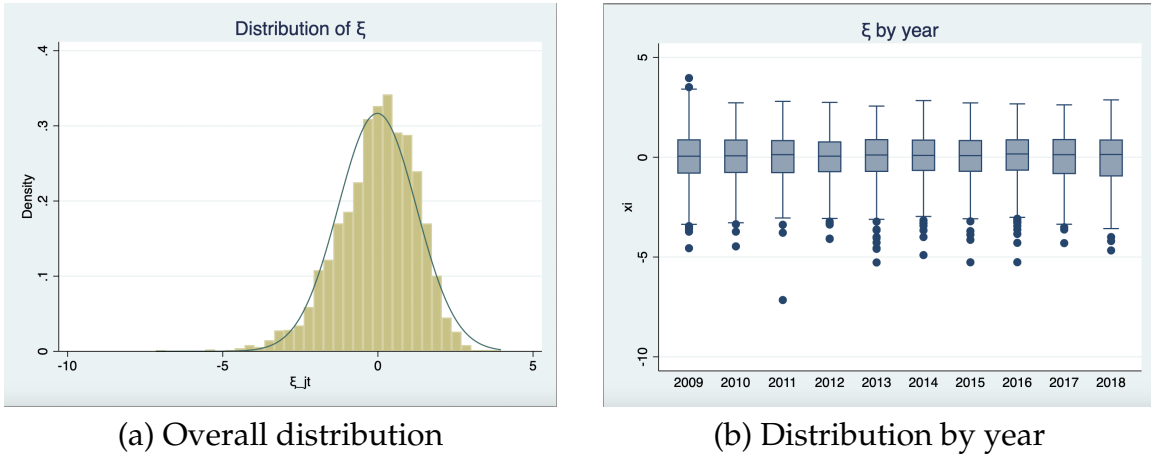 Distribution of ξ
.4
.3
.2
.1
0
Density
-10
-5
0
5
ξ_jt
(a) Overall distribution
ξ by year
5
0
-5
-10
xi
2009 2010 2011 2012 2013 2014 2015 2016 2017 2018
(b) Distribution by year